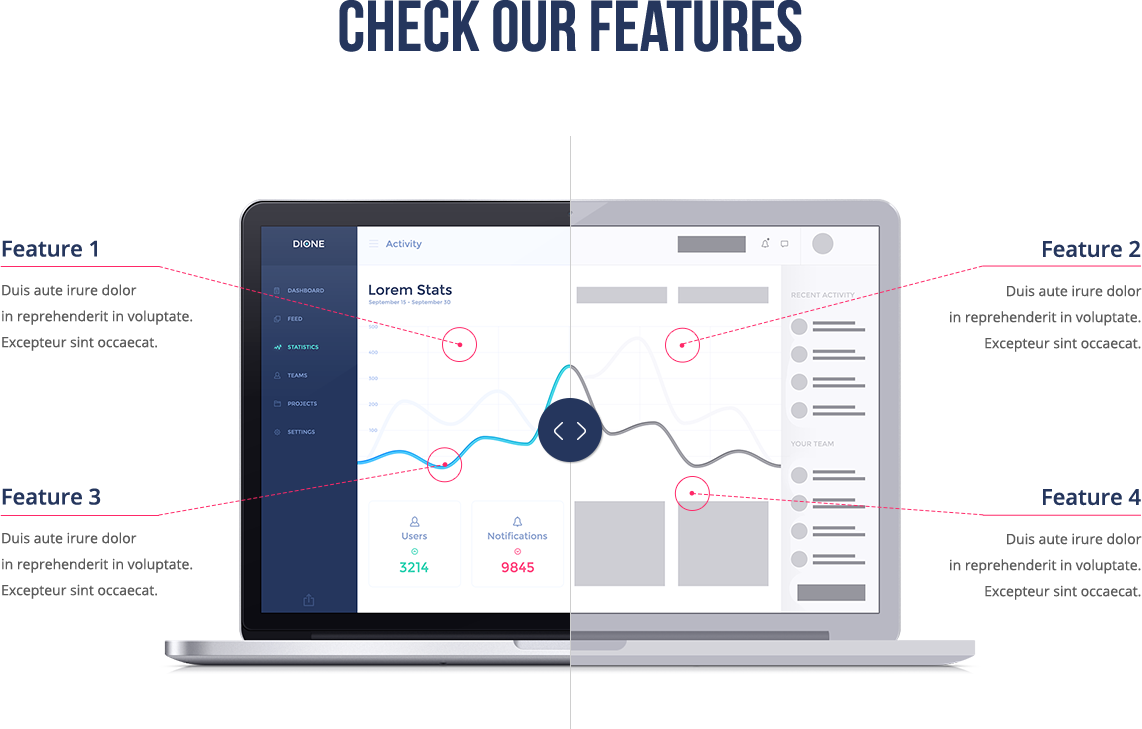 CHECK OUR FEATURES
Feature 1
Duis aute irure dolor
in reprehenderit in voluptate.
Excepteur sint occaecat.
Feature 3
Duis aute irure dolor
in reprehenderit in voluptate.
Excepteur sint occaecat.
DIONE
DASHBOARD
FEED
STATISTICS
TEAMS
PROJECTS
SETTINGS
Activity
Lorem Stats
September 15 - September 30
500
400
300
200
100
Users
3214
Notifications
9845
RECENT ACTIVITY
YOUR TEAM
Feature 2
Duis aute irure dolor
in reprehenderit in voluptate.
Excepteur sint occaecat.
Feature 4
Duis aute irure dolor
in reprehenderit in voluptate.
Excepteur sint occaecat.